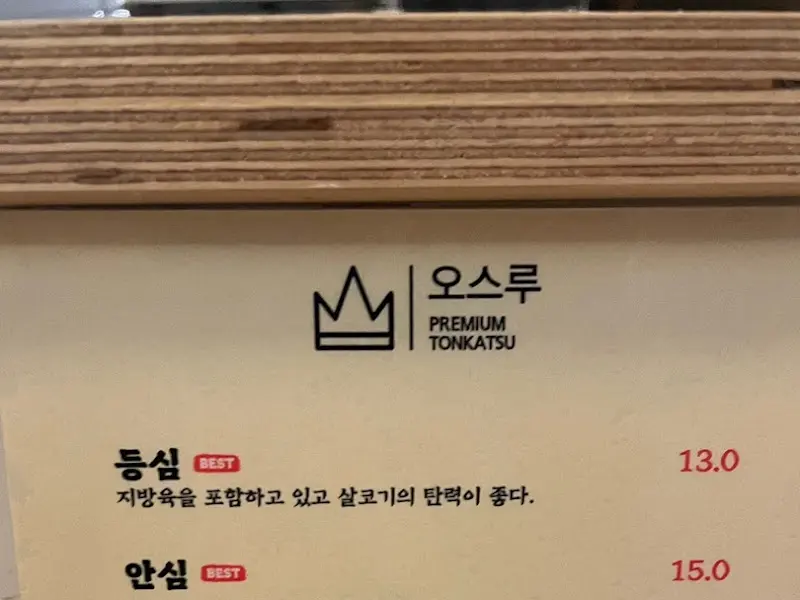 오스루
PREMIUM
TONKATSU
등심 BEST 13.0
지방육을 포함하고 있고 살코기의 탄력이 좋다.
안심 BEST 15.0